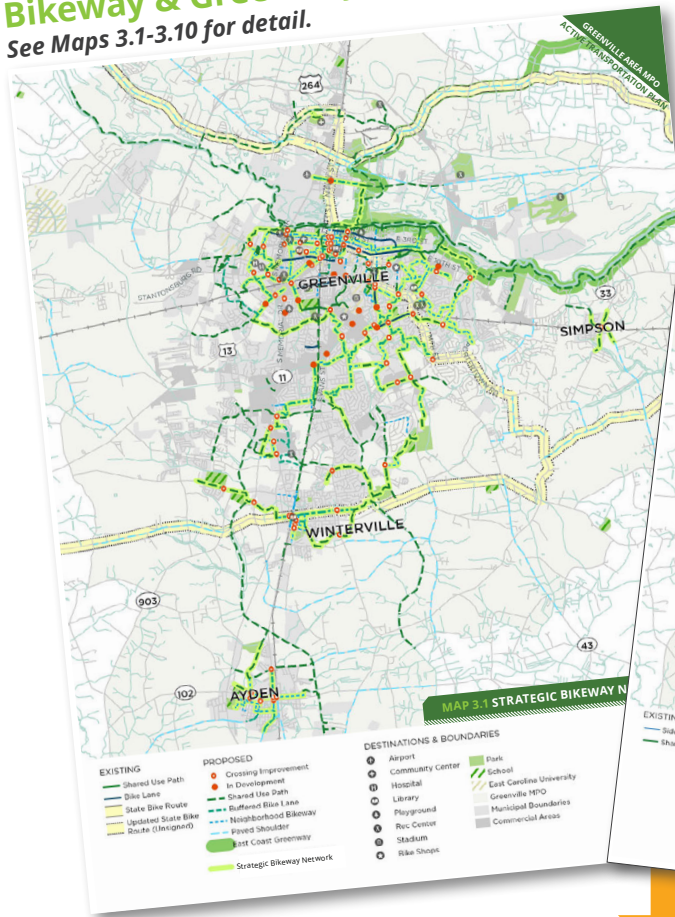 Bikeway &
See Maps 3.1-3.10 for detail.
GREENVILLE AREA MPO
ACTIVE TRANSPORTATION PLAN
264
STANTONSBURG RD
GREENVILLE
33
SIMPSON
13
11
WINTERVILLE
903
43
102
AYDEN
MAP 3.1 STRATEGIC BIKEWAY N
EXISTING
Shared Use Path
Bike Lane
State Bike Route
Updated State Bike
Route (Unsigned)
PROPOSED
Crossing Improvement
In Development
Shared Use Path
Buffered Bike Lane
Neighborhood Bikeway
Paved Shoulder
East Coast Greenway
Strategic Bikeway Network
DESTINATIONS & BOUNDARIES
Airport
Community Center
Hospital
Library
Playground
Rec Center
Stadium
Bike Shops
Park
School
East Carolina University
Greenville MPO
Municipal Boundaries
Commercial Areas
EXISTIN
Sid
Sha